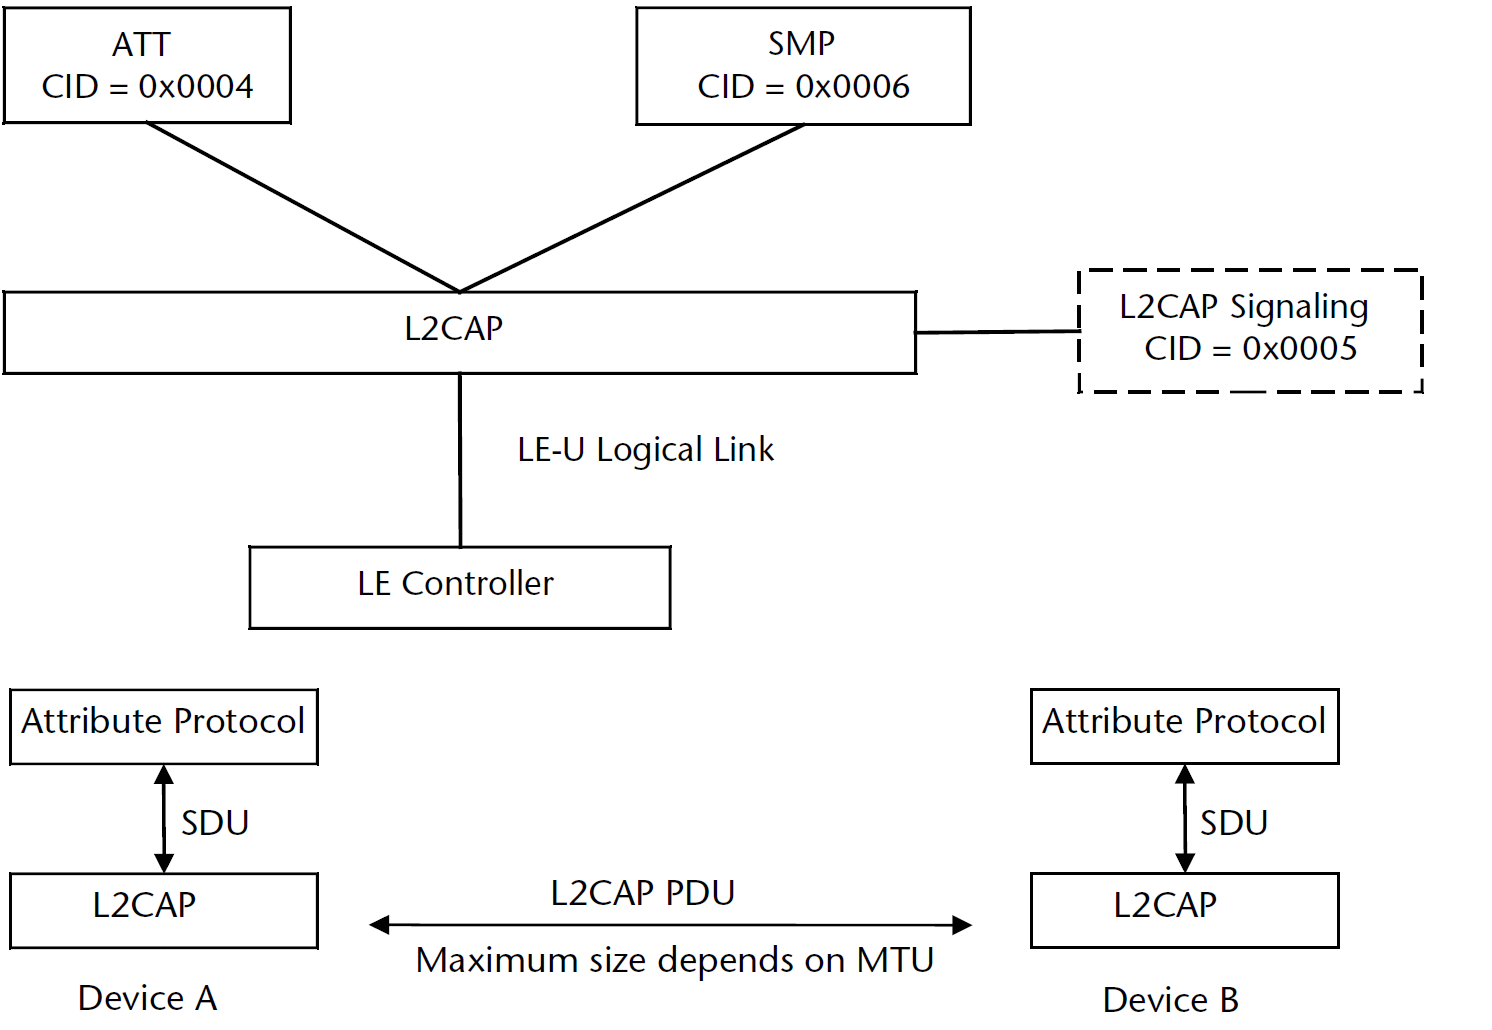 ATT
CID = 0x0004
SMP
CID = 0x0006
L2CAP
L2CAP Signaling
CID = 0x0005
LE-U Logical Link
LE Controller
Attribute Protocol
Attribute Protocol
SDU
SDU
L2CAP
L2CAP PDU
L2CAP
Maximum size depends on MTU
Device A
Device B